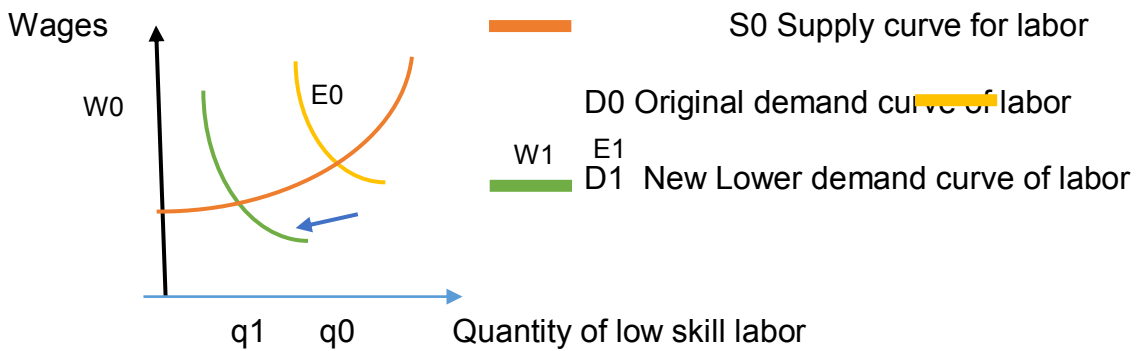 Wages
S0 Supply curve for labor
W0
E0
D0 Original demand curve of labor
W1
E1
D1 New Lower demand curve of labor
q1 q0 Quantity of low skill labor